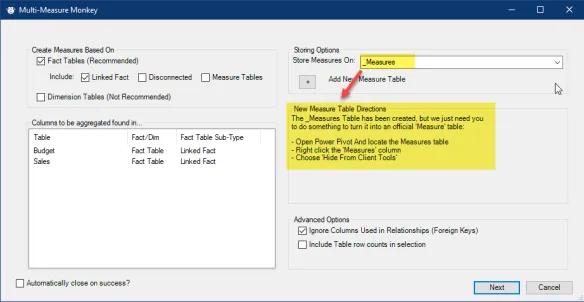 Multi-Measure Monkey
Create Measures Based On
Fact Tables (Recommended)
Include:
Linked Fact
Disconnected
Measure Tables
Dimension Tables (Not Recommended)
Columns to be aggregated found in...
Table Fact/Dim Fact Table Sub-Type
Budget Fact Table Linked Fact
Sales Fact Table Linked Fact
Automatically close on success?
Storing Options
Store Measures On: _Measures
+ Add New Measure Table
New Measure Table Directions
The _Measures Table has been created, but we just need you
to do something to turn it into an official 'Measure' table:
- Open Power Pivot And locate the Measures table
- Right click the 'Measures' column
- Choose 'Hide From Client Tools'
Advanced Options
Ignore Columns Used in Relationships (Foreign Keys)
Include Table row counts in selection
Next
Cancel